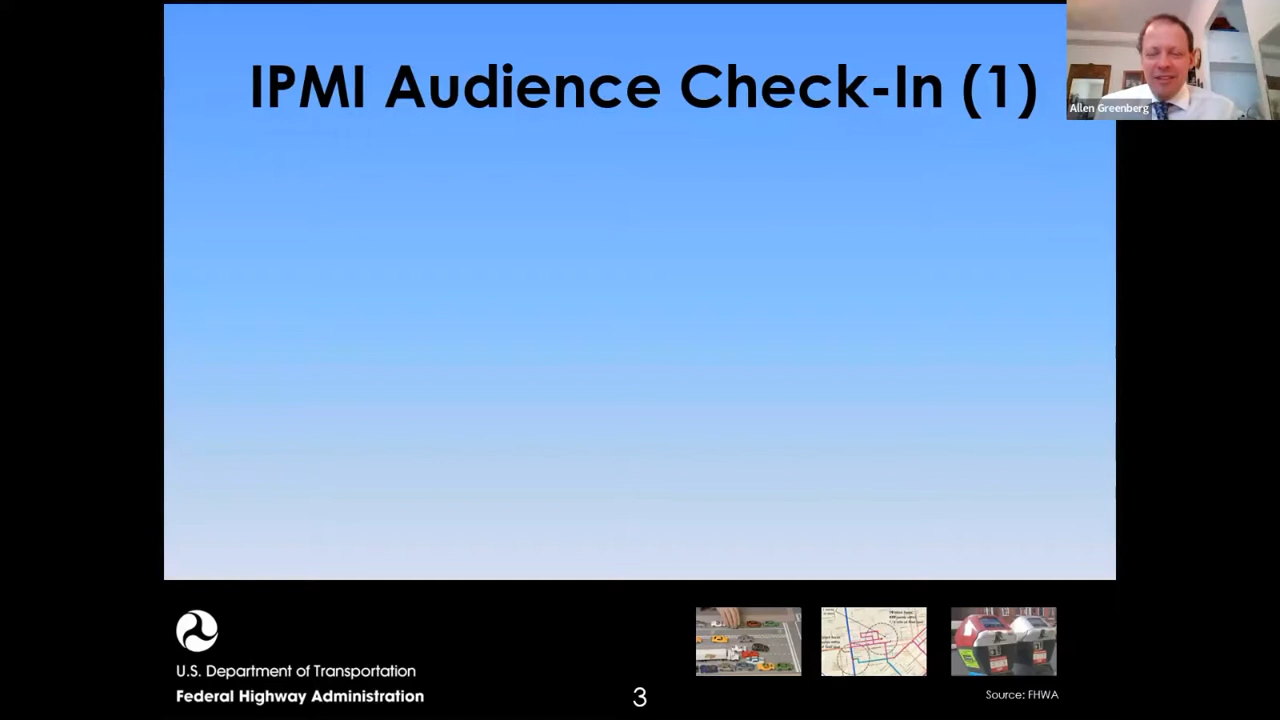 IPMI Audience Check-In (1)
Allen Greenberg
U.S. Department of Transportation
Federal Highway Administration
3
Source: FHWA